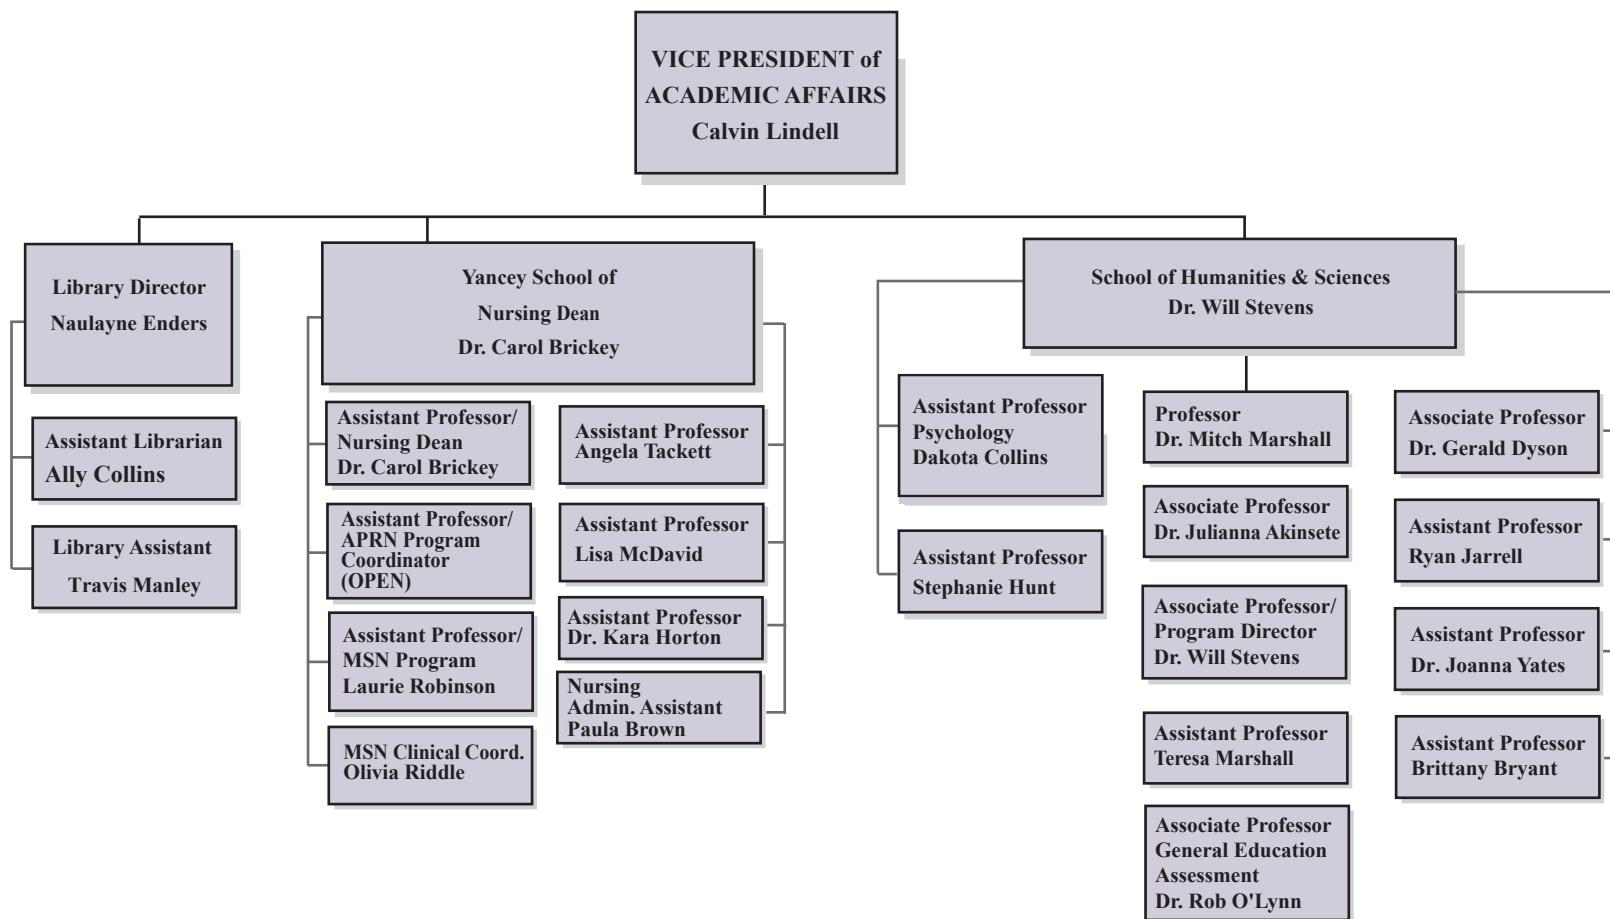 VICE PRESIDENT of
ACADEMIC AFFAIRS
Calvin Lindell
Library Director
Naulayne Enders
Assistant Librarian
Ally Collins
Library Assistant
Travis Manley
Yancey School of
Nursing Dean
Dr. Carol Brickey
Assistant Professor/
Nursing Dean
Dr. Carol Brickey
Assistant Professor/
APRN Program
Coordinator
(OPEN)
Assistant Professor/
MSN Program
Laurie Robinson
MSN Clinical Coord.
Olivia Riddle
Assistant Professor
Angela Tackett
Assistant Professor
Lisa McDavid
Assistant Professor
Dr. Kara Horton
Nursing
Admin. Assistant
Paula Brown
School of Humanities & Sciences
Dr. Will Stevens
Assistant Professor
Psychology
Dakota Collins
Assistant Professor
Stephanie Hunt
Professor
Dr. Mitch Marshall
Associate Professor
Dr. Julianna Akinsete
Associate Professor/
Program Director
Dr. Will Stevens
Assistant Professor
Teresa Marshall
Associate Professor
General Education
Assessment
Dr. Rob O'Lynn
Associate Professor
Dr. Gerald Dyson
Assistant Professor
Ryan Jarrell
Assistant Professor
Dr. Joanna Yates
Assistant Professor
Brittany Bryant